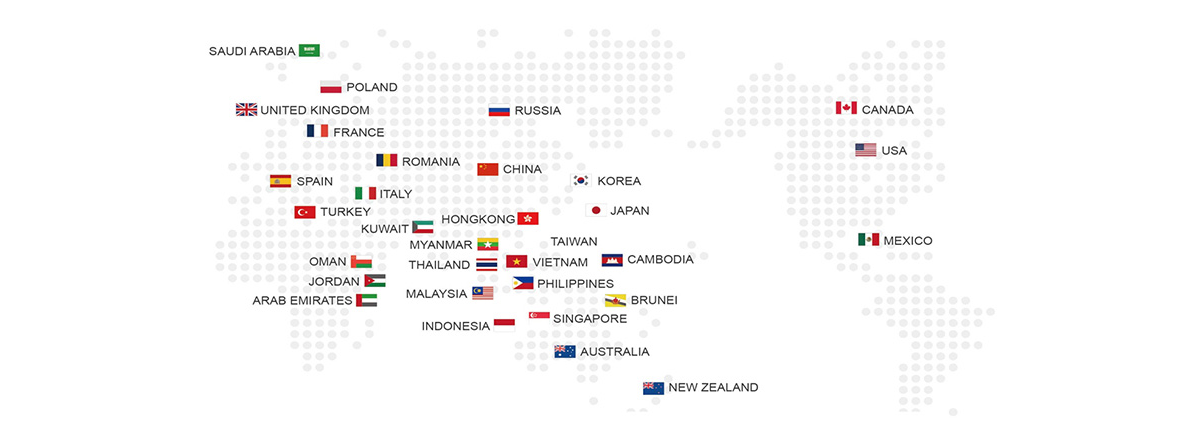 SAUDI ARABIA
POLAND
UNITED KINGDOM
RUSSIA
CANADA
FRANCE
USA
ROMANIA
CHINA
SPAIN
KOREA
ITALY
TURKEY
JAPAN
HONGKONG
KUWAIT
MYANMAR
TAIWAN
MEXICO
OMAN
THAILAND
VIETNAM
CAMBODIA
JORDAN
PHILIPPINES
ARAB EMIRATES
MALAYSIA
BRUNEI
INDONESIA
SINGAPORE
AUSTRALIA
NEW ZEALAND